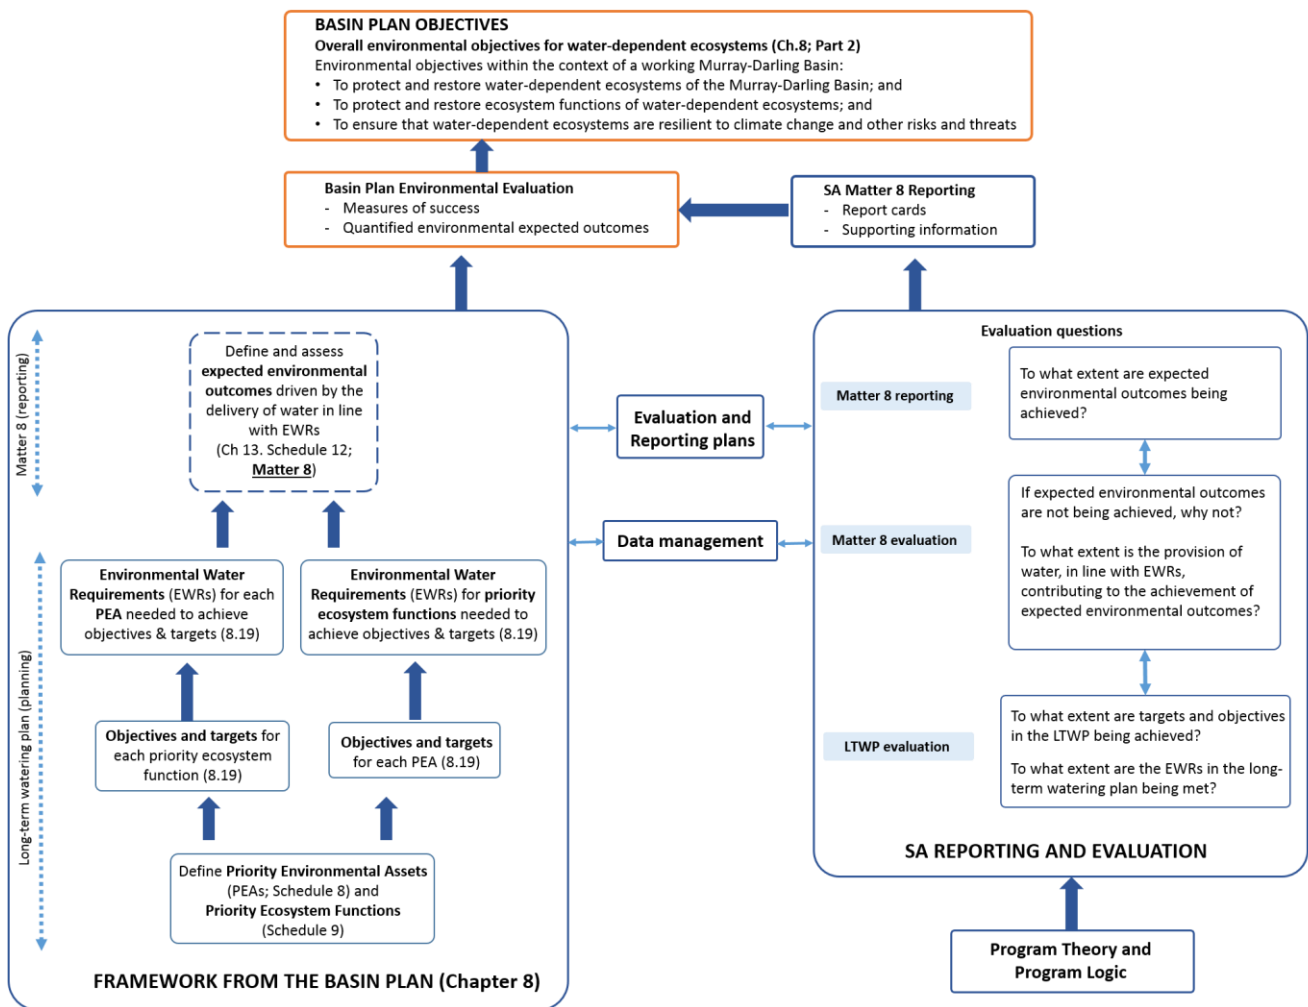 BASIN PLAN OBJECTIVES
Overall environmental objectives for water-dependent ecosystems (Ch.8; Part 2)
Environmental objectives within the context of a working Murray-Darling Basin:
• To protect and restore water-dependent ecosystems of the Murray-Darling Basin; and
• To protect and restore ecosystem functions of water-dependent ecosystems; and
• To ensure that water-dependent ecosystems are resilient to climate change and other risks and threats
Basin Plan Environmental Evaluation
- Measures of success
- Quantified environmental expected outcomes
SA Matter 8 Reporting
- Report cards
- Supporting information
Matter 8 (reporting)
Define and assess
expected environmental
outcomes driven by the
delivery of water in line
with EWRs
(Ch 13. Schedule 12;
Matter 8)
Long-term watering plan (planning)
Environmental Water
Requirements (EWRs) for each
PEA needed to achieve
objectives & targets (8.19)
Environmental Water
Requirements (EWRs) for priority
ecosystem functions needed to
achieve objectives & targets (8.19)
Objectives and targets for
each priority ecosystem
function (8.19)
Objectives and targets
for each PEA (8.19)
Define Priority Environmental Assets
(PEAs; Schedule 8) and
Priority Ecosystem Functions
(Schedule 9)
FRAMEWORK FROM THE BASIN PLAN (Chapter 8)
Evaluation and
Reporting plans
Data management
Evaluation questions
Matter 8 reporting
To what extent are expected
environmental outcomes being
achieved?
Matter 8 evaluation
If expected environmental outcomes
are not being achieved, why not?
To what extent is the provision of
water, in line with EWRs,
contributing to the achievement of
expected environmental outcomes?
LTWP evaluation
To what extent are targets and objectives
in the LTWP being achieved?
To what extent are the EWRs in the long-
term watering plan being met?
SA REPORTING AND EVALUATION
Program Theory and
Program Logic